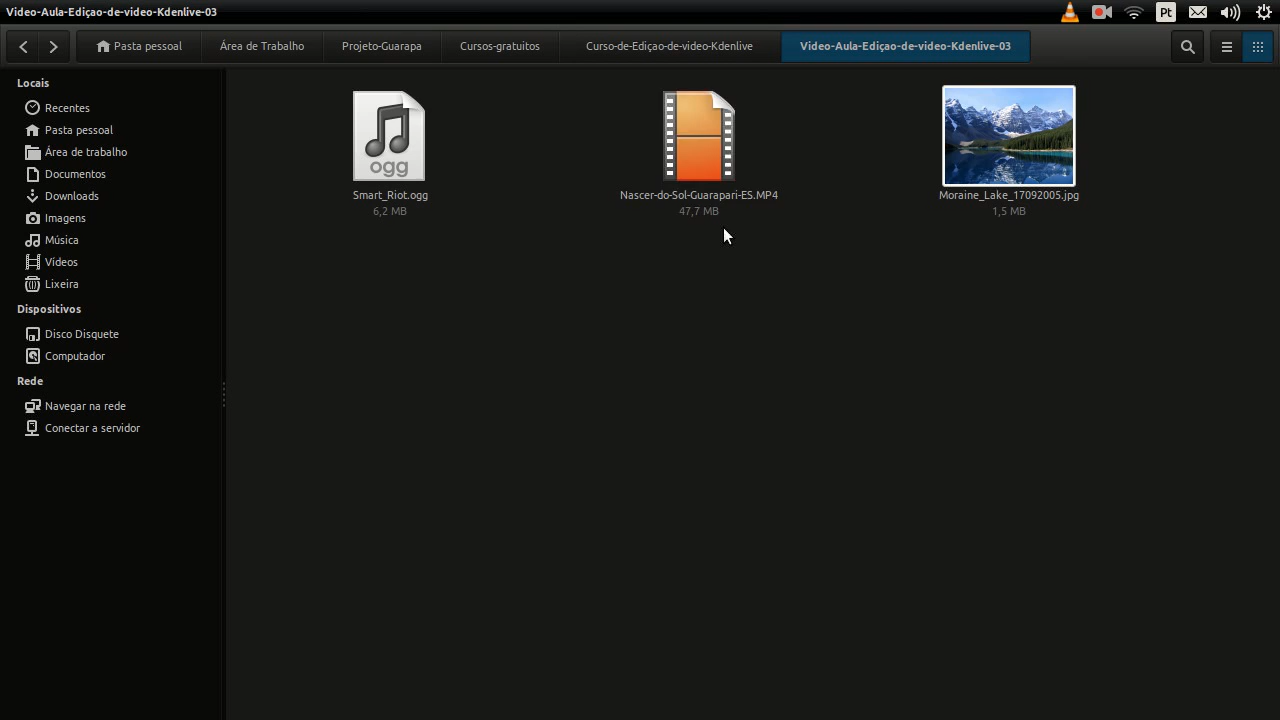 Video-Aula-Ediçao-de-video-Kdenlive-03
Pt
Pasta pessoal
Área de Trabalho
Projeto-Guarapa
Cursos-gratuitos
Curso-de-Ediçao-de-video-Kdenlive
Video-Aula-Ediçao-de-video-Kdenlive-03
Locais
Recentes
Pasta pessoal
Área de trabalho
Documentos
Downloads
Imagens
Música
Vídeos
Lixeira
Dispositivos
Disco Disquete
Computador
Rede
Navegar na rede
Conectar a servidor
ogg
Smart_Riot.ogg
6,2 MB
Nascer-do-Sol-Guarapari-ES.MP4
47,7 MB
Moraine_Lake_17092005.jpg
1,5 MB